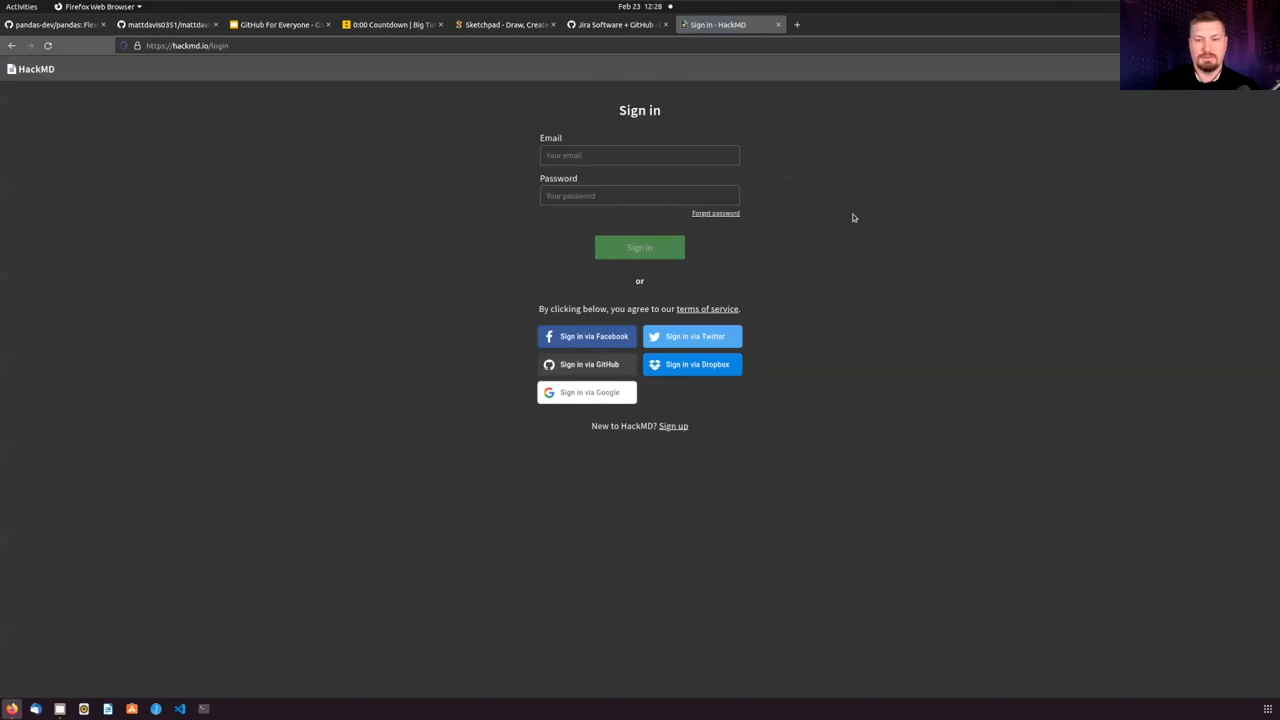 Activities
Firefox Web Browser
Feb 23 12:28
pandas-dev/pandas: Fle
mattdavis0351/mattdavi
GitHub For Everyone - Go
0:00 Countdown | Big Tim
Sketchpad - Draw, Create
Jira Software + GitHub ·
Sign in - HackMD
https://hackmd.io/login
HackMD
Sign in
Email
Your email
Password
Your password
Forgot password
Sign in
or
By clicking below, you agree to our terms of service.
Sign in via Facebook
Sign in via Twitter
Sign in via GitHub
Sign in via Dropbox
Sign in via Google
New to HackMD? Sign up